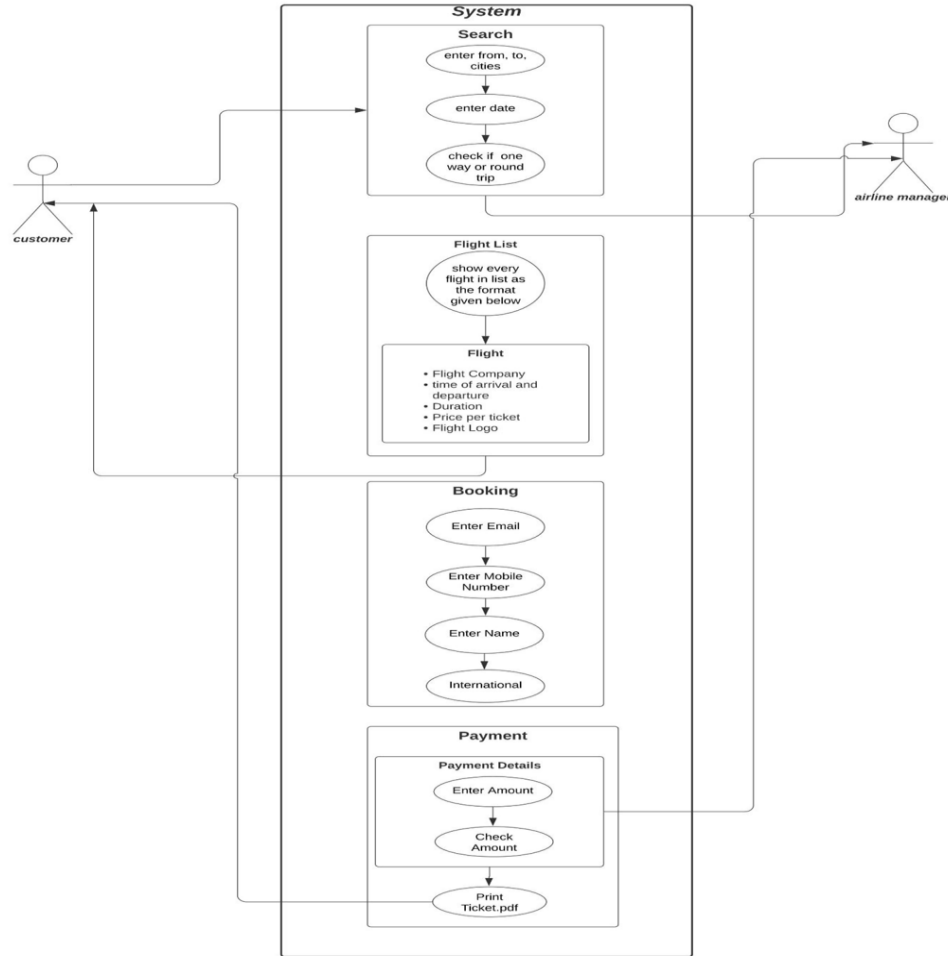 System
Search
enter from, to,
cities
enter date
check if one
way or round
trip
customer
airline manager
Flight List
show every
flight in list as
the format
given below
Flight
• Flight Company
• time of arrival and
departure
• Duration
• Price per ticket
• Flight Logo
Booking
Enter Email
Enter Mobile
Number
Enter Name
International
Payment
Payment Details
Enter Amount
Check
Amount
Print
Ticket.pdf